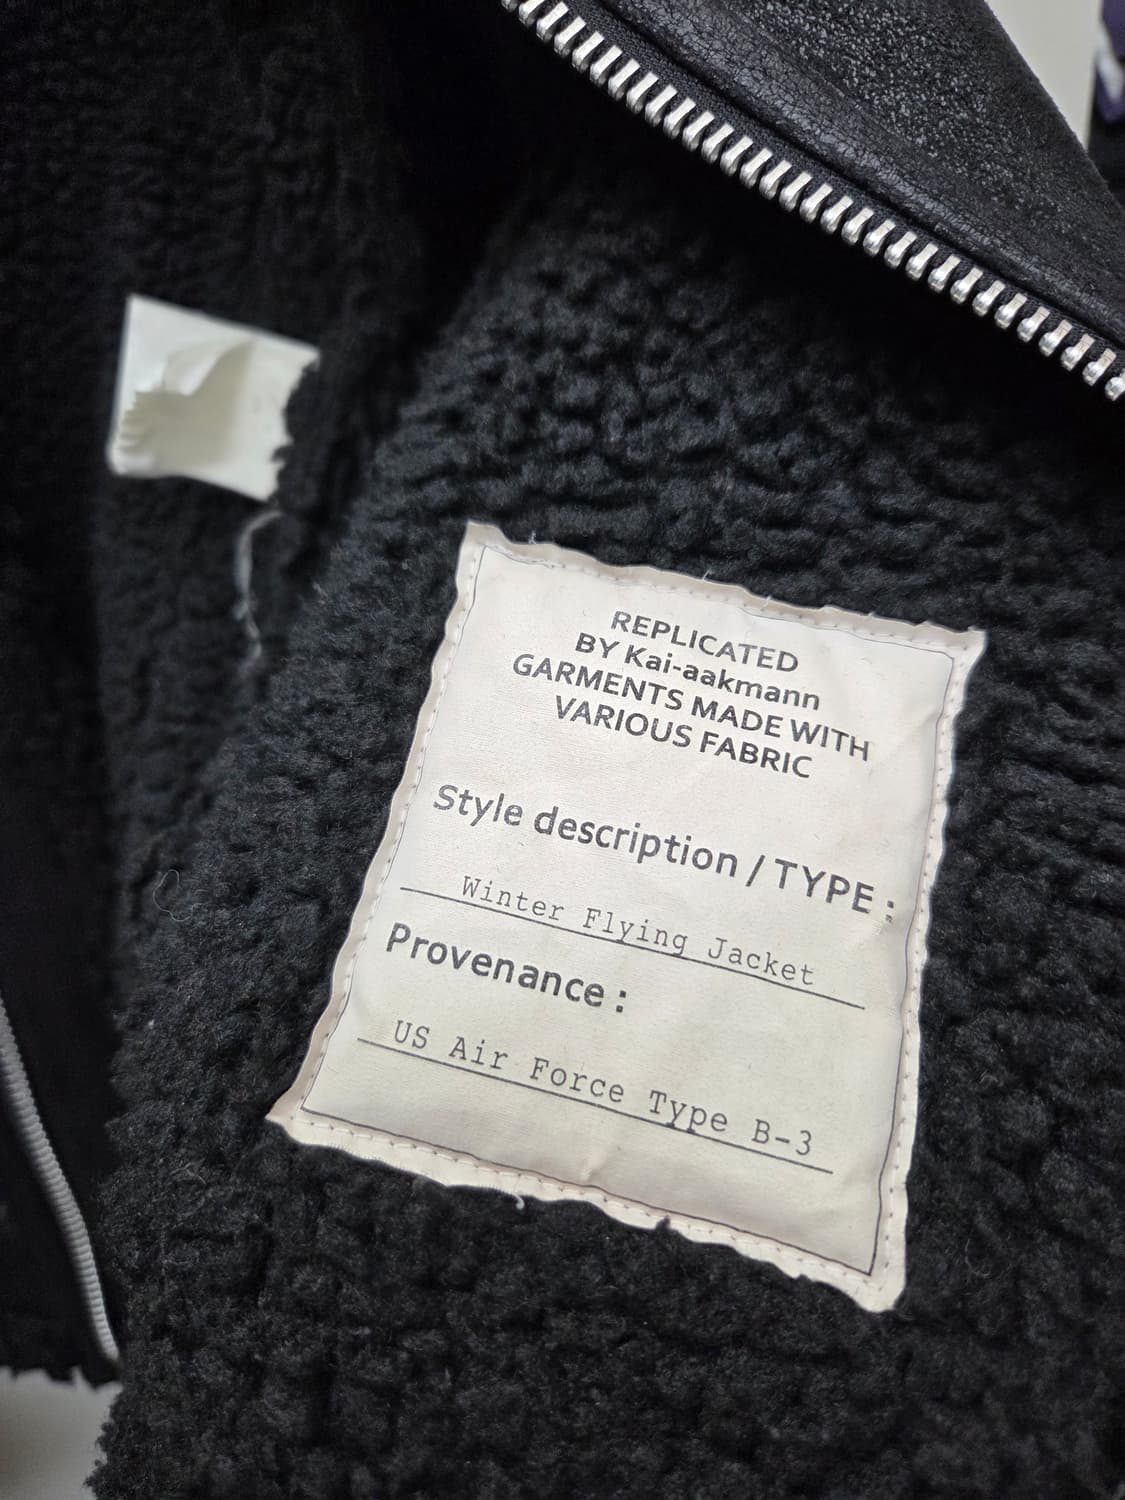 REPLICATED
BY Kai-aakmann
GARMENTS MADE WITH
VARIOUS FABRIC
Style description / TYPE :
Winter Flying Jacket
Provenance :
US Air Force Type B-3